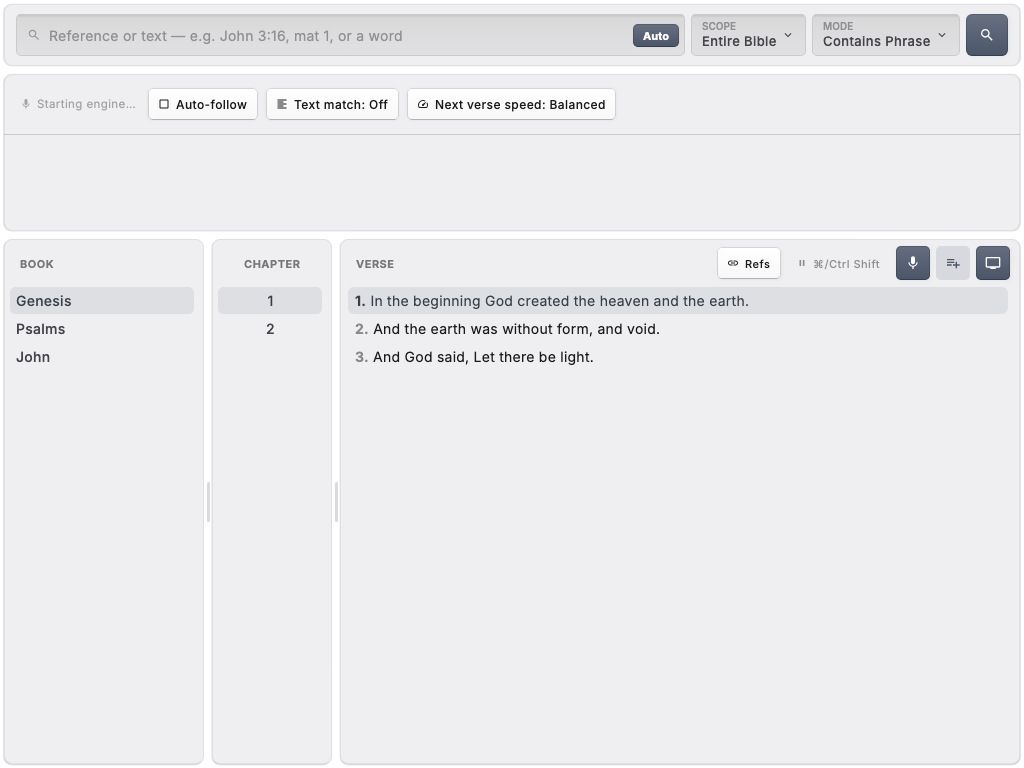 Reference or text — e.g. John 3:16, mat 1, or a word
Auto
SCOPE
Entire Bible
MODE
Contains Phrase
Starting engine...
Auto-follow
Text match: Off
Next verse speed: Balanced
BOOK
Genesis
Psalms
John
CHAPTER
1
2
VERSE
Refs
⌘/Ctrl Shift
1. In the beginning God created the heaven and the earth.
2. And the earth was without form, and void.
3. And God said, Let there be light.